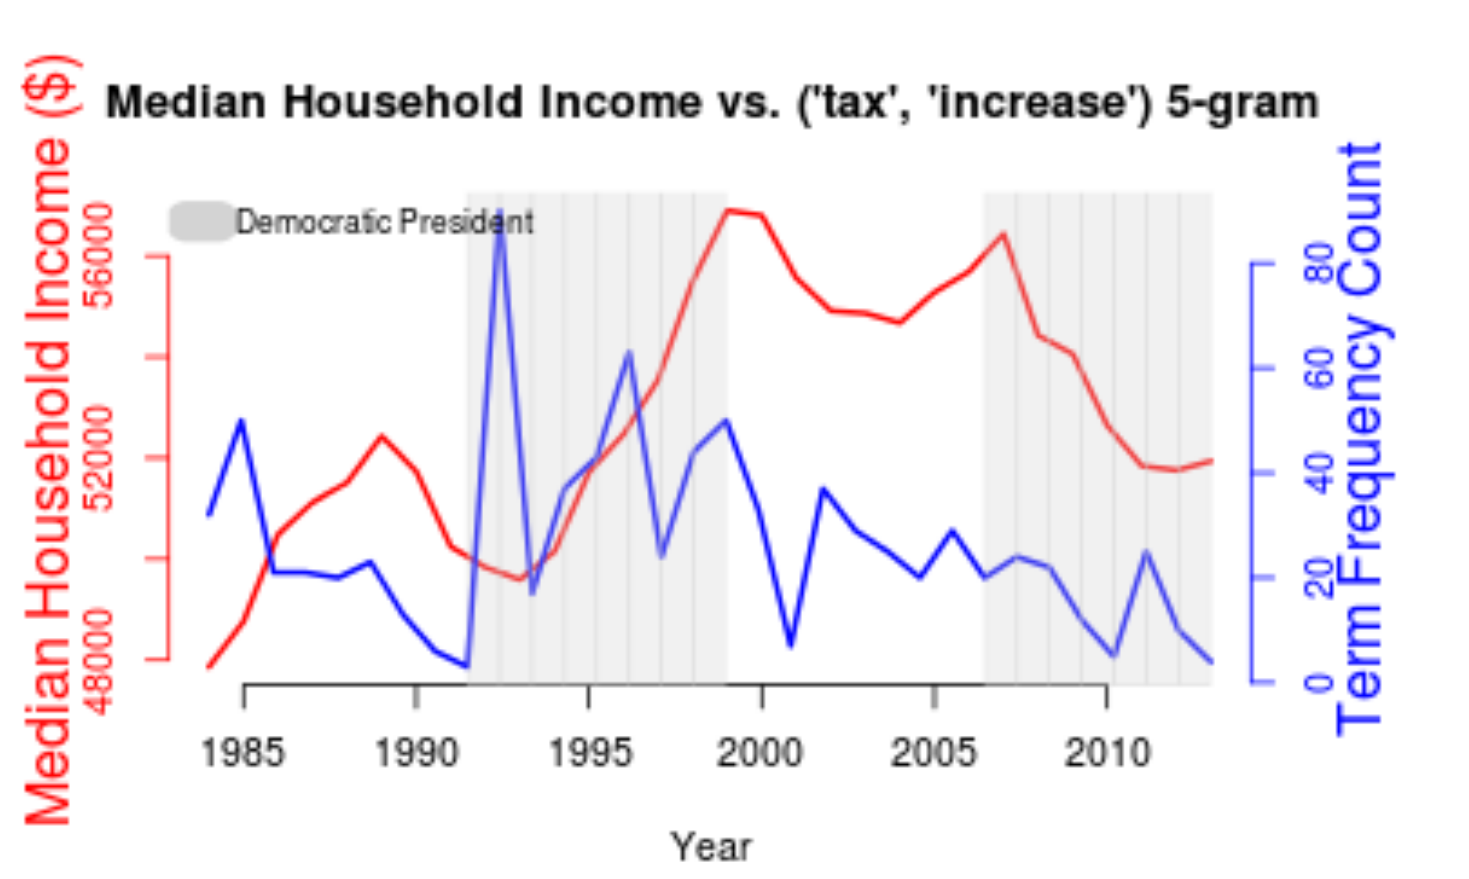 Median Household Income vs. ('tax', 'increase') 5-gram
Median Household Income ($)
56000
52000
48000
Democratic President
80
60
40
20
0
Term Frequency Count
1985 1990 1995 2000 2005 2010
Year